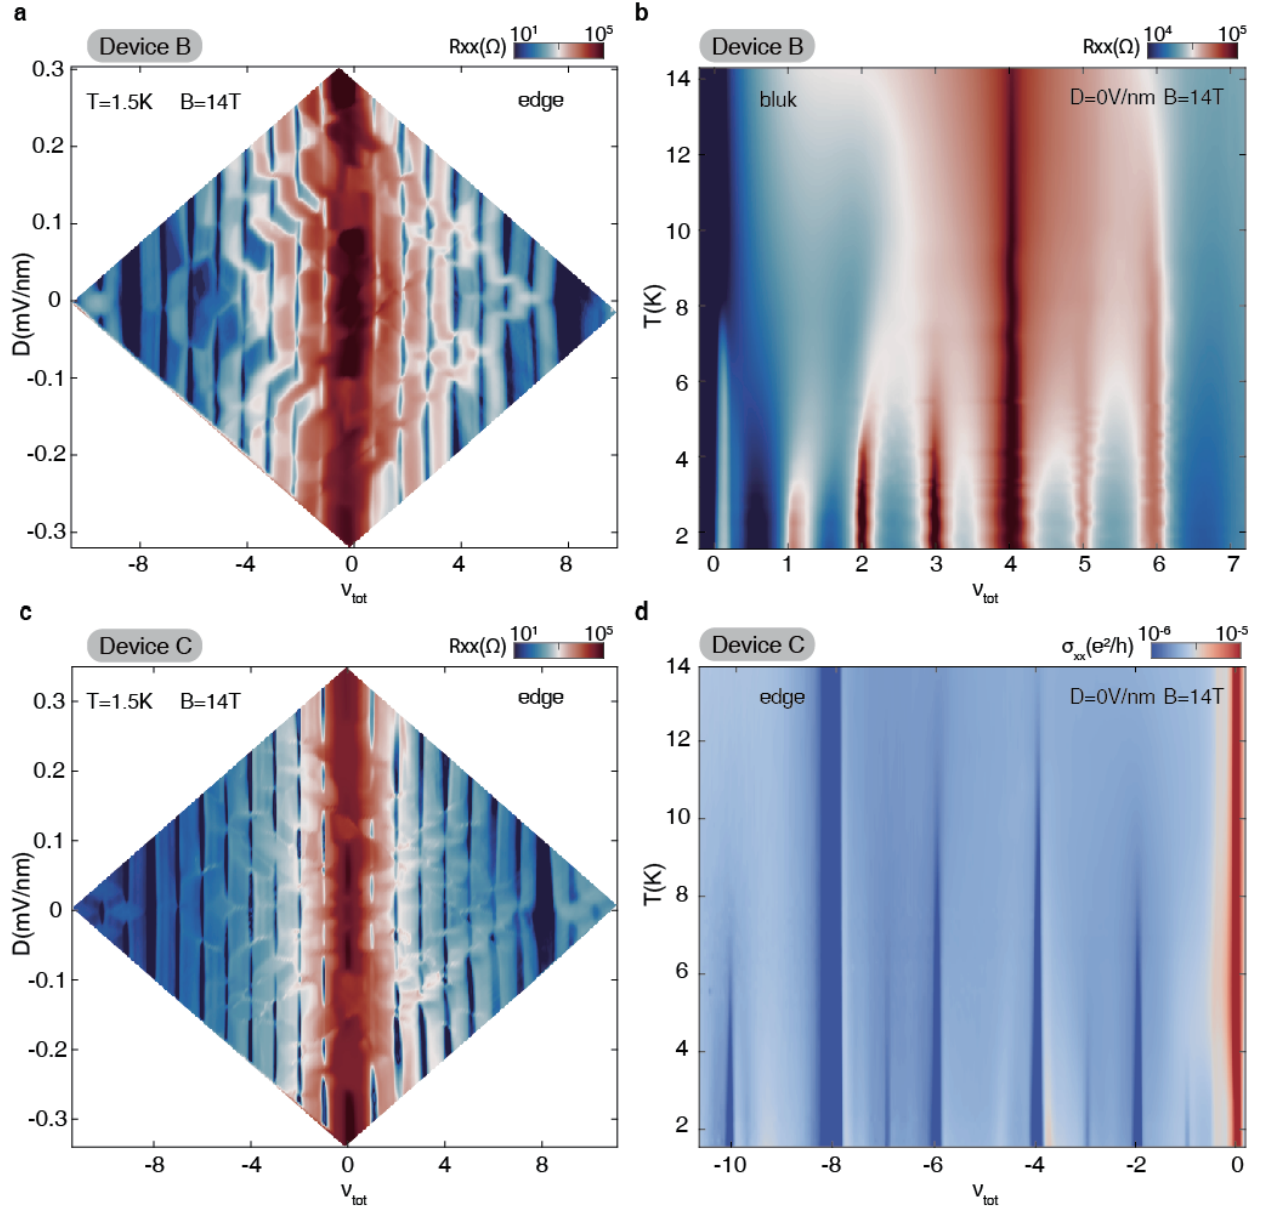 a
Device B
Rxx(Ω) 10¹ 10⁵
T=1.5K B=14T edge
D(mV/nm)
0.3
0.2
0.1
0
-0.1
-0.2
-0.3
-8 -4 0 4 8
νtot
b
Device B
Rxx(Ω) 10⁴ 10⁵
bluk D=0V/nm B=14T
T(K)
14
12
10
8
6
4
2
0 1 2 3 4 5 6 7
νtot
c
Device C
Rxx(Ω) 10¹ 10⁵
T=1.5K B=14T edge
D(mV/nm)
0.3
0.2
0.1
0
-0.1
-0.2
-0.3
-8 -4 0 4 8
νtot
d
Device C
σxx(e²/h) 10⁻⁶ 10⁻⁵
edge D=0V/nm B=14T
T(K)
14
12
10
8
6
4
2
-10 -8 -6 -4 -2 0
νtot